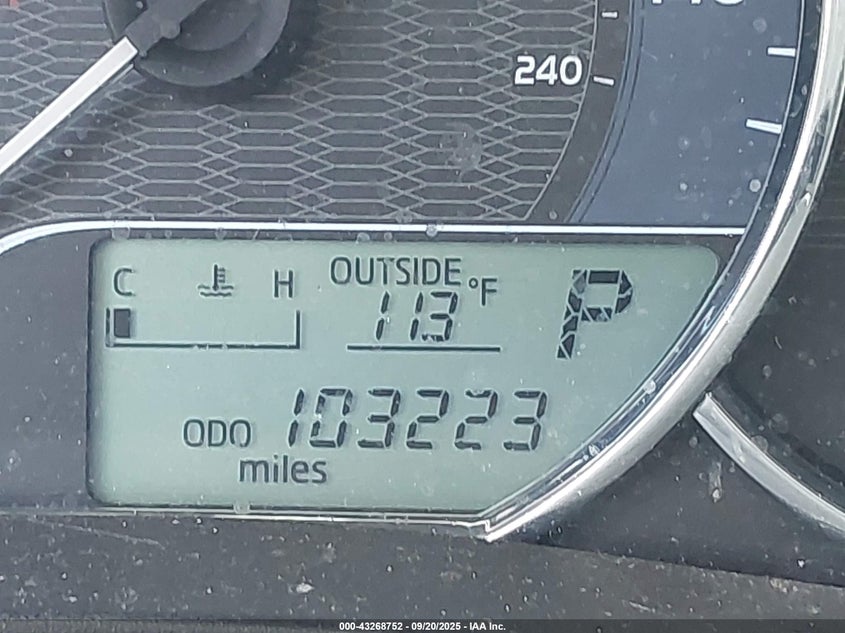 240
OUTSIDE
C H 113 °F P
ODO 103223
miles
000-43268752 - 09/20/2025 - IAA Inc.